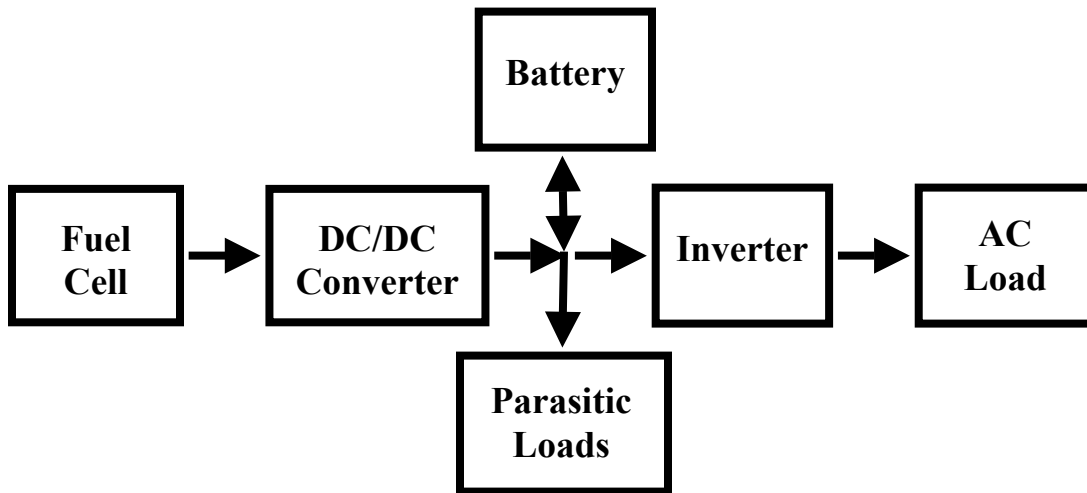 Battery
Fuel
Cell
DC/DC
Converter
Inverter
AC
Load
Parasitic
Loads